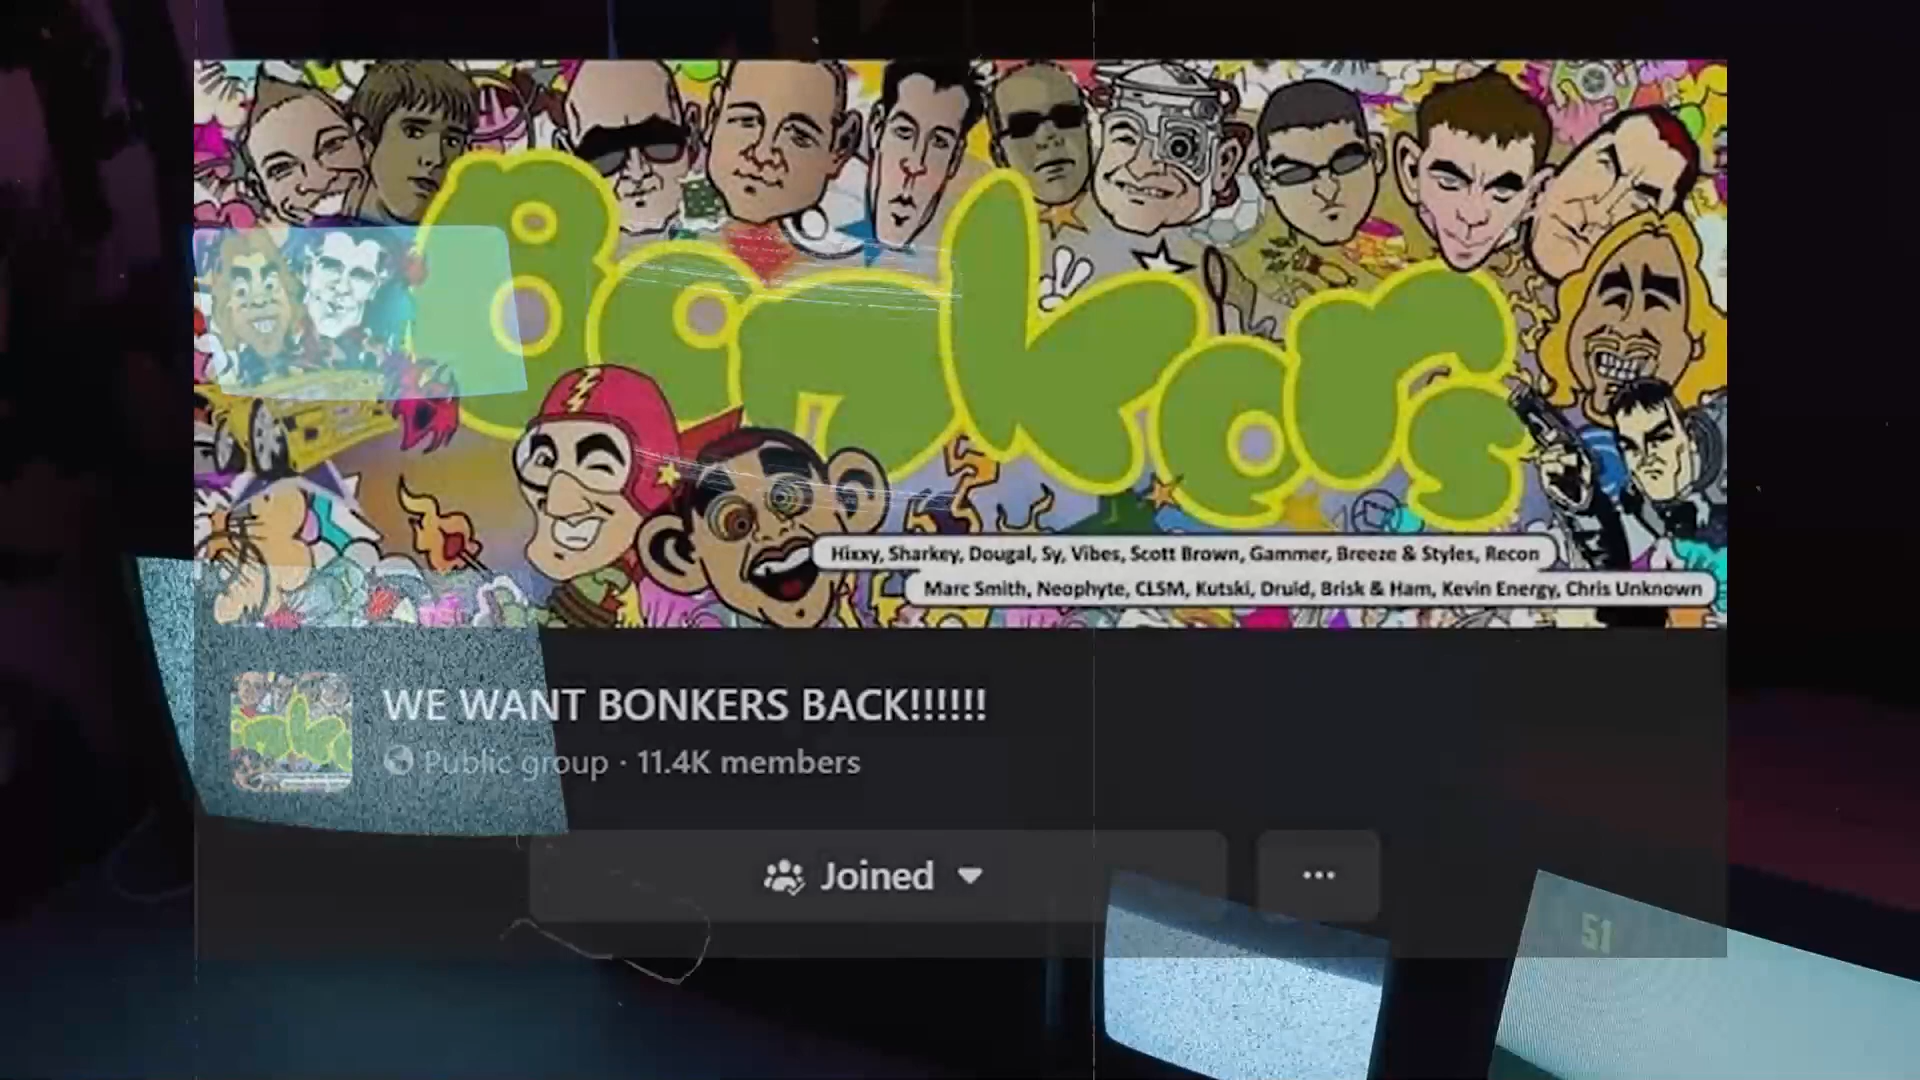 Bonkers
Hixxy, Sharkey, Dougal, Sy, Vibes, Scott Brown, Gammer, Breeze & Styles, Recon
Marc Smith, Neophyte, CLSM, Kutski, Druid, Brisk & Ham, Kevin Energy, Chris Unknown
WE WANT BONKERS BACK!!!!!!
Public group · 11.4K members
Joined
51